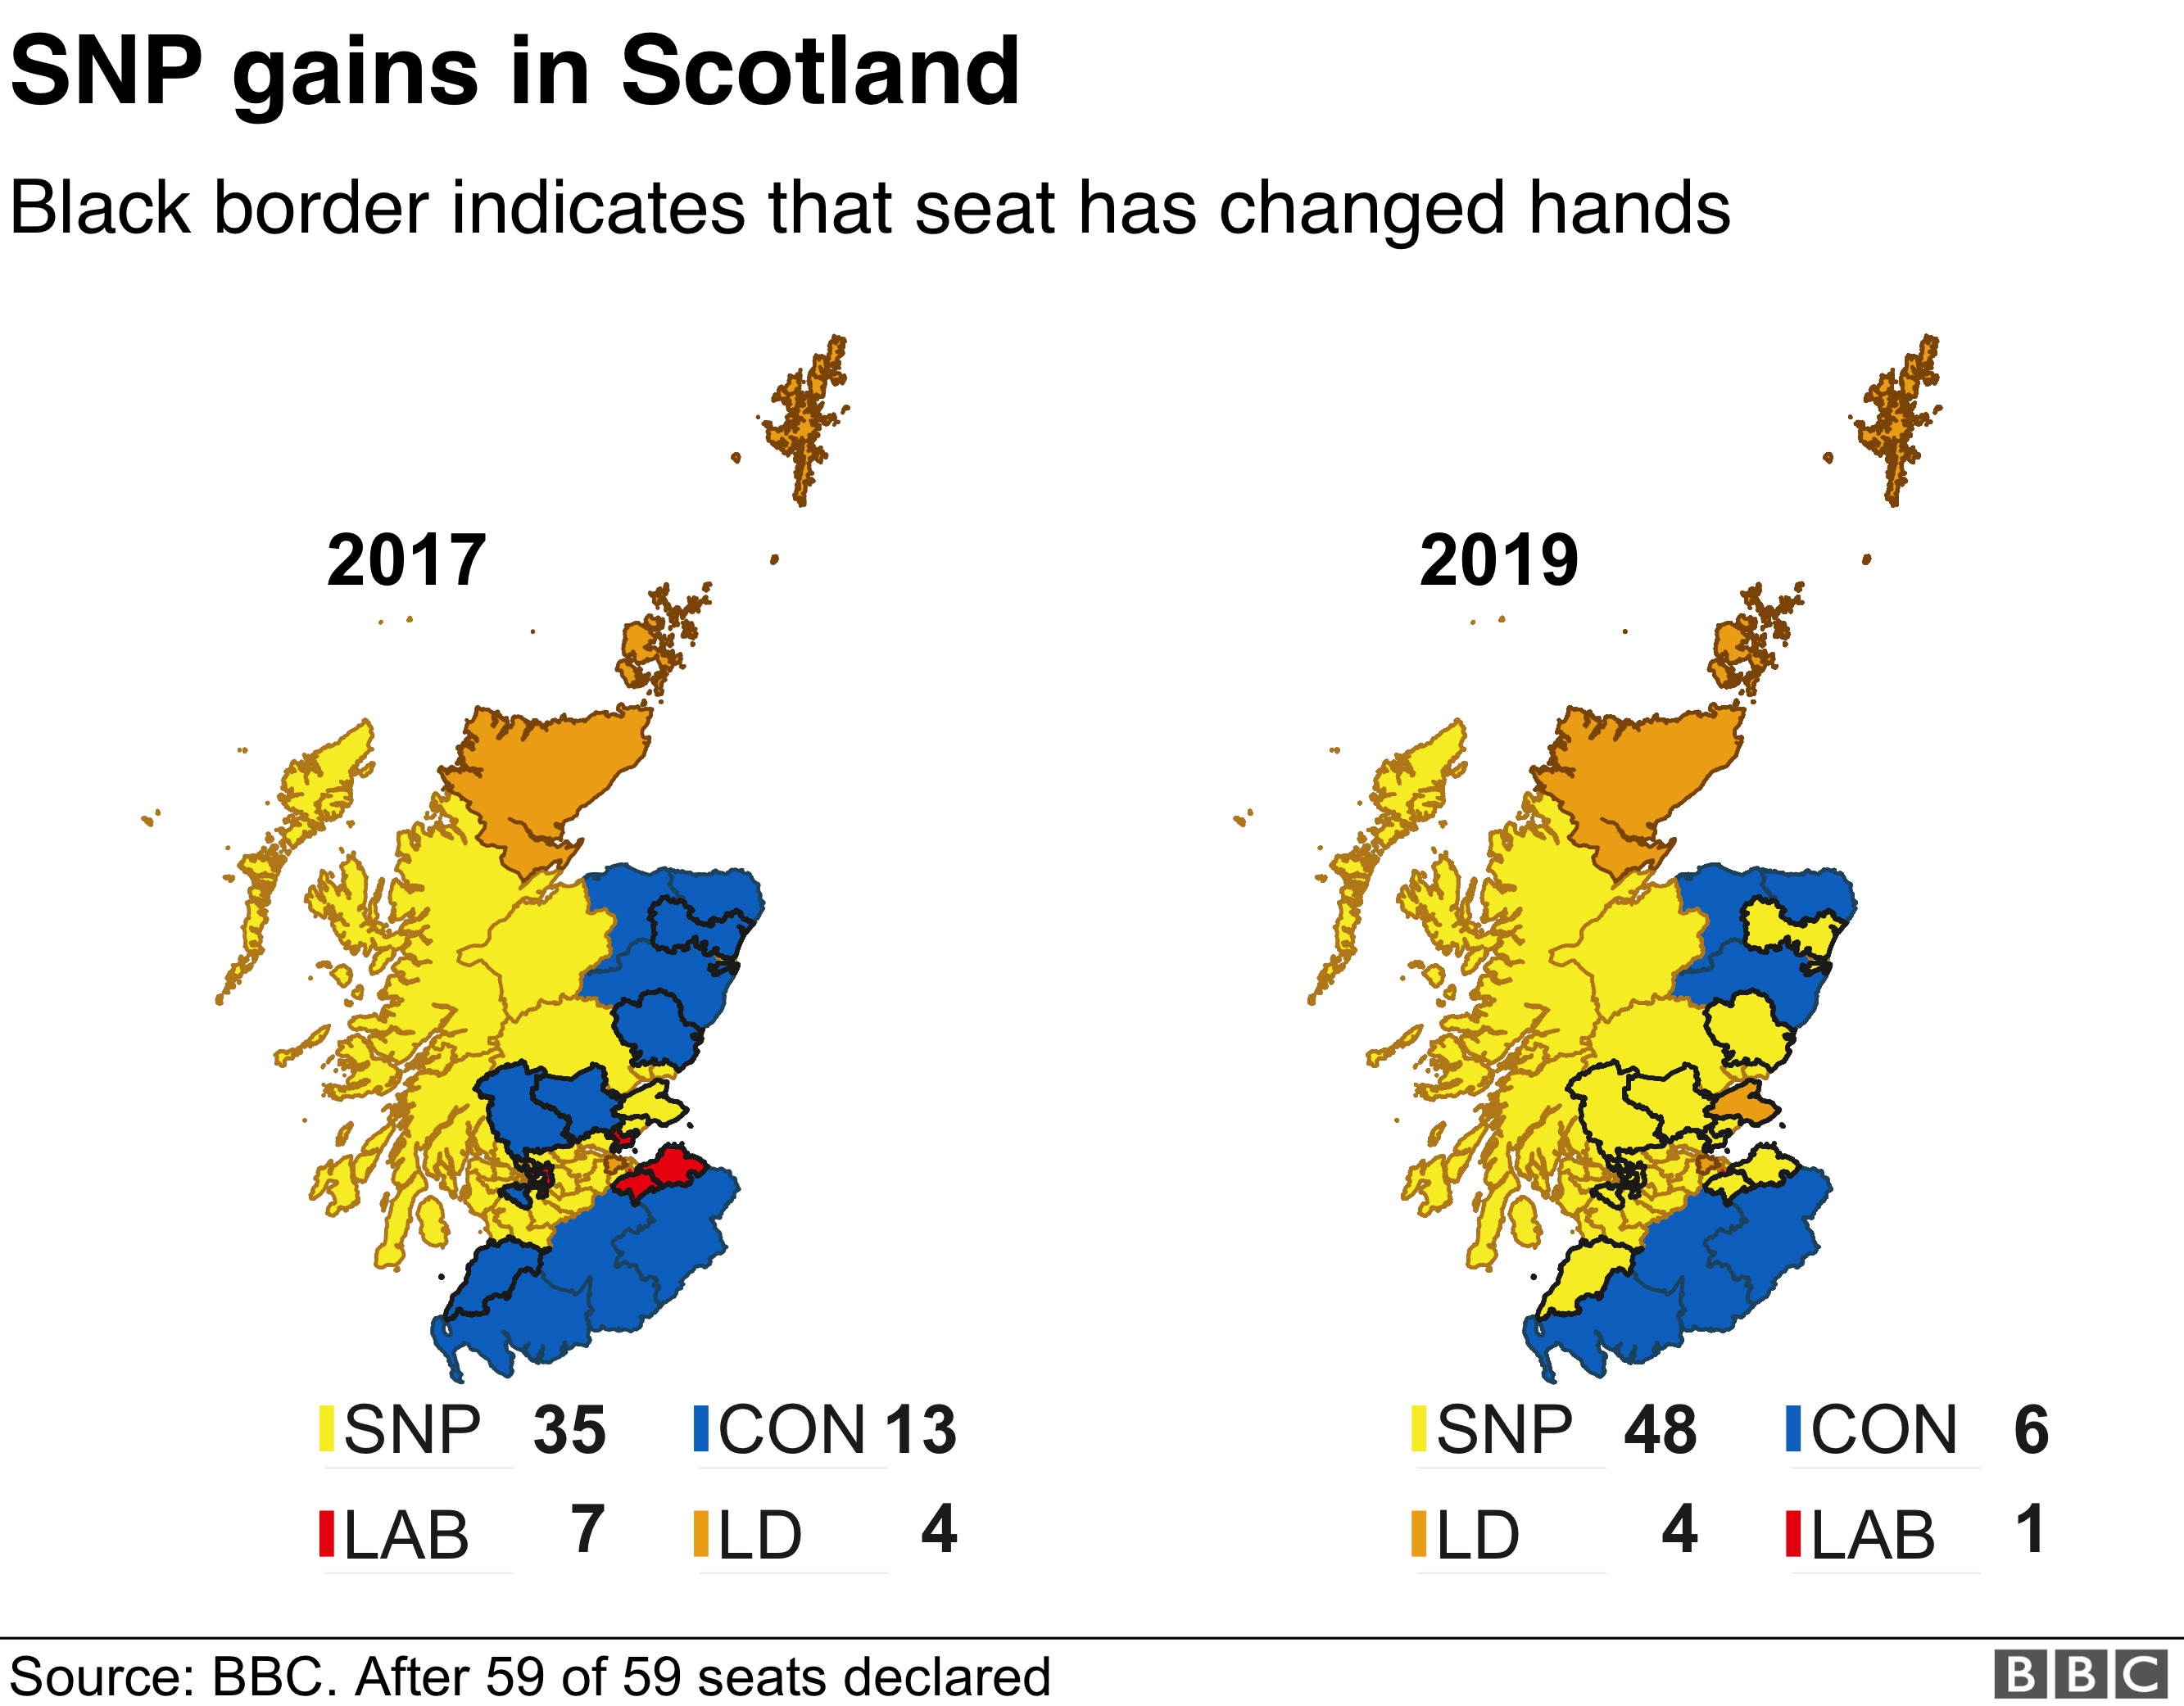 SNP gains in Scotland
Black border indicates that seat has changed hands
2017
2019
SNP 35 CON 13
LAB 7 LD 4
SNP 48 CON 6
LD 4 LAB 1
Source: BBC. After 59 of 59 seats declared
BBC